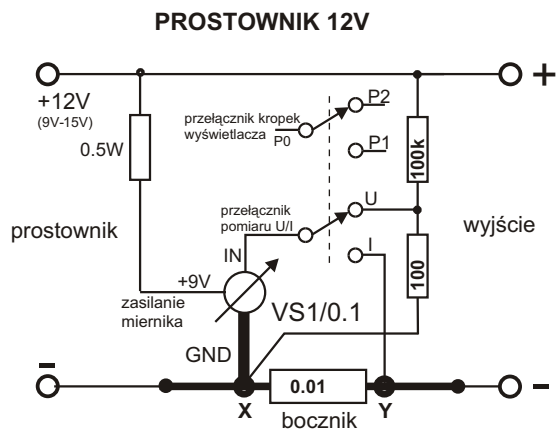 PROSTOWNIK 12V
+
+12V
(9V-15V)
0.5W
P2
przełącznik kropek
wyświetlacza
P0
P1
100k
przełącznik
pomiaru U/I
U
prostownik
wyjście
IN
I
100
+9V
zasilanie
miernika
VS1/0.1
GND
-
0.01
-
X
Y
bocznik